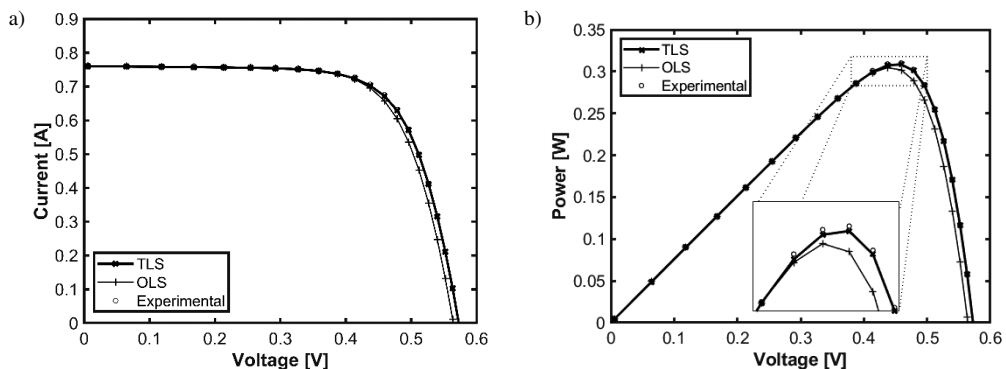 a)
0.9
0.8
0.7
0.6
0.5
0.4
0.3
0.2
0.1
0
Current [A]
TLS
OLS
Experimental
0 0.1 0.2 0.3 0.4 0.5 0.6
Voltage [V]
b)
0.35
0.3
0.25
0.2
0.15
0.1
0.05
0
Power [W]
TLS
OLS
Experimental
0 0.1 0.2 0.3 0.4 0.5 0.6
Voltage [V]